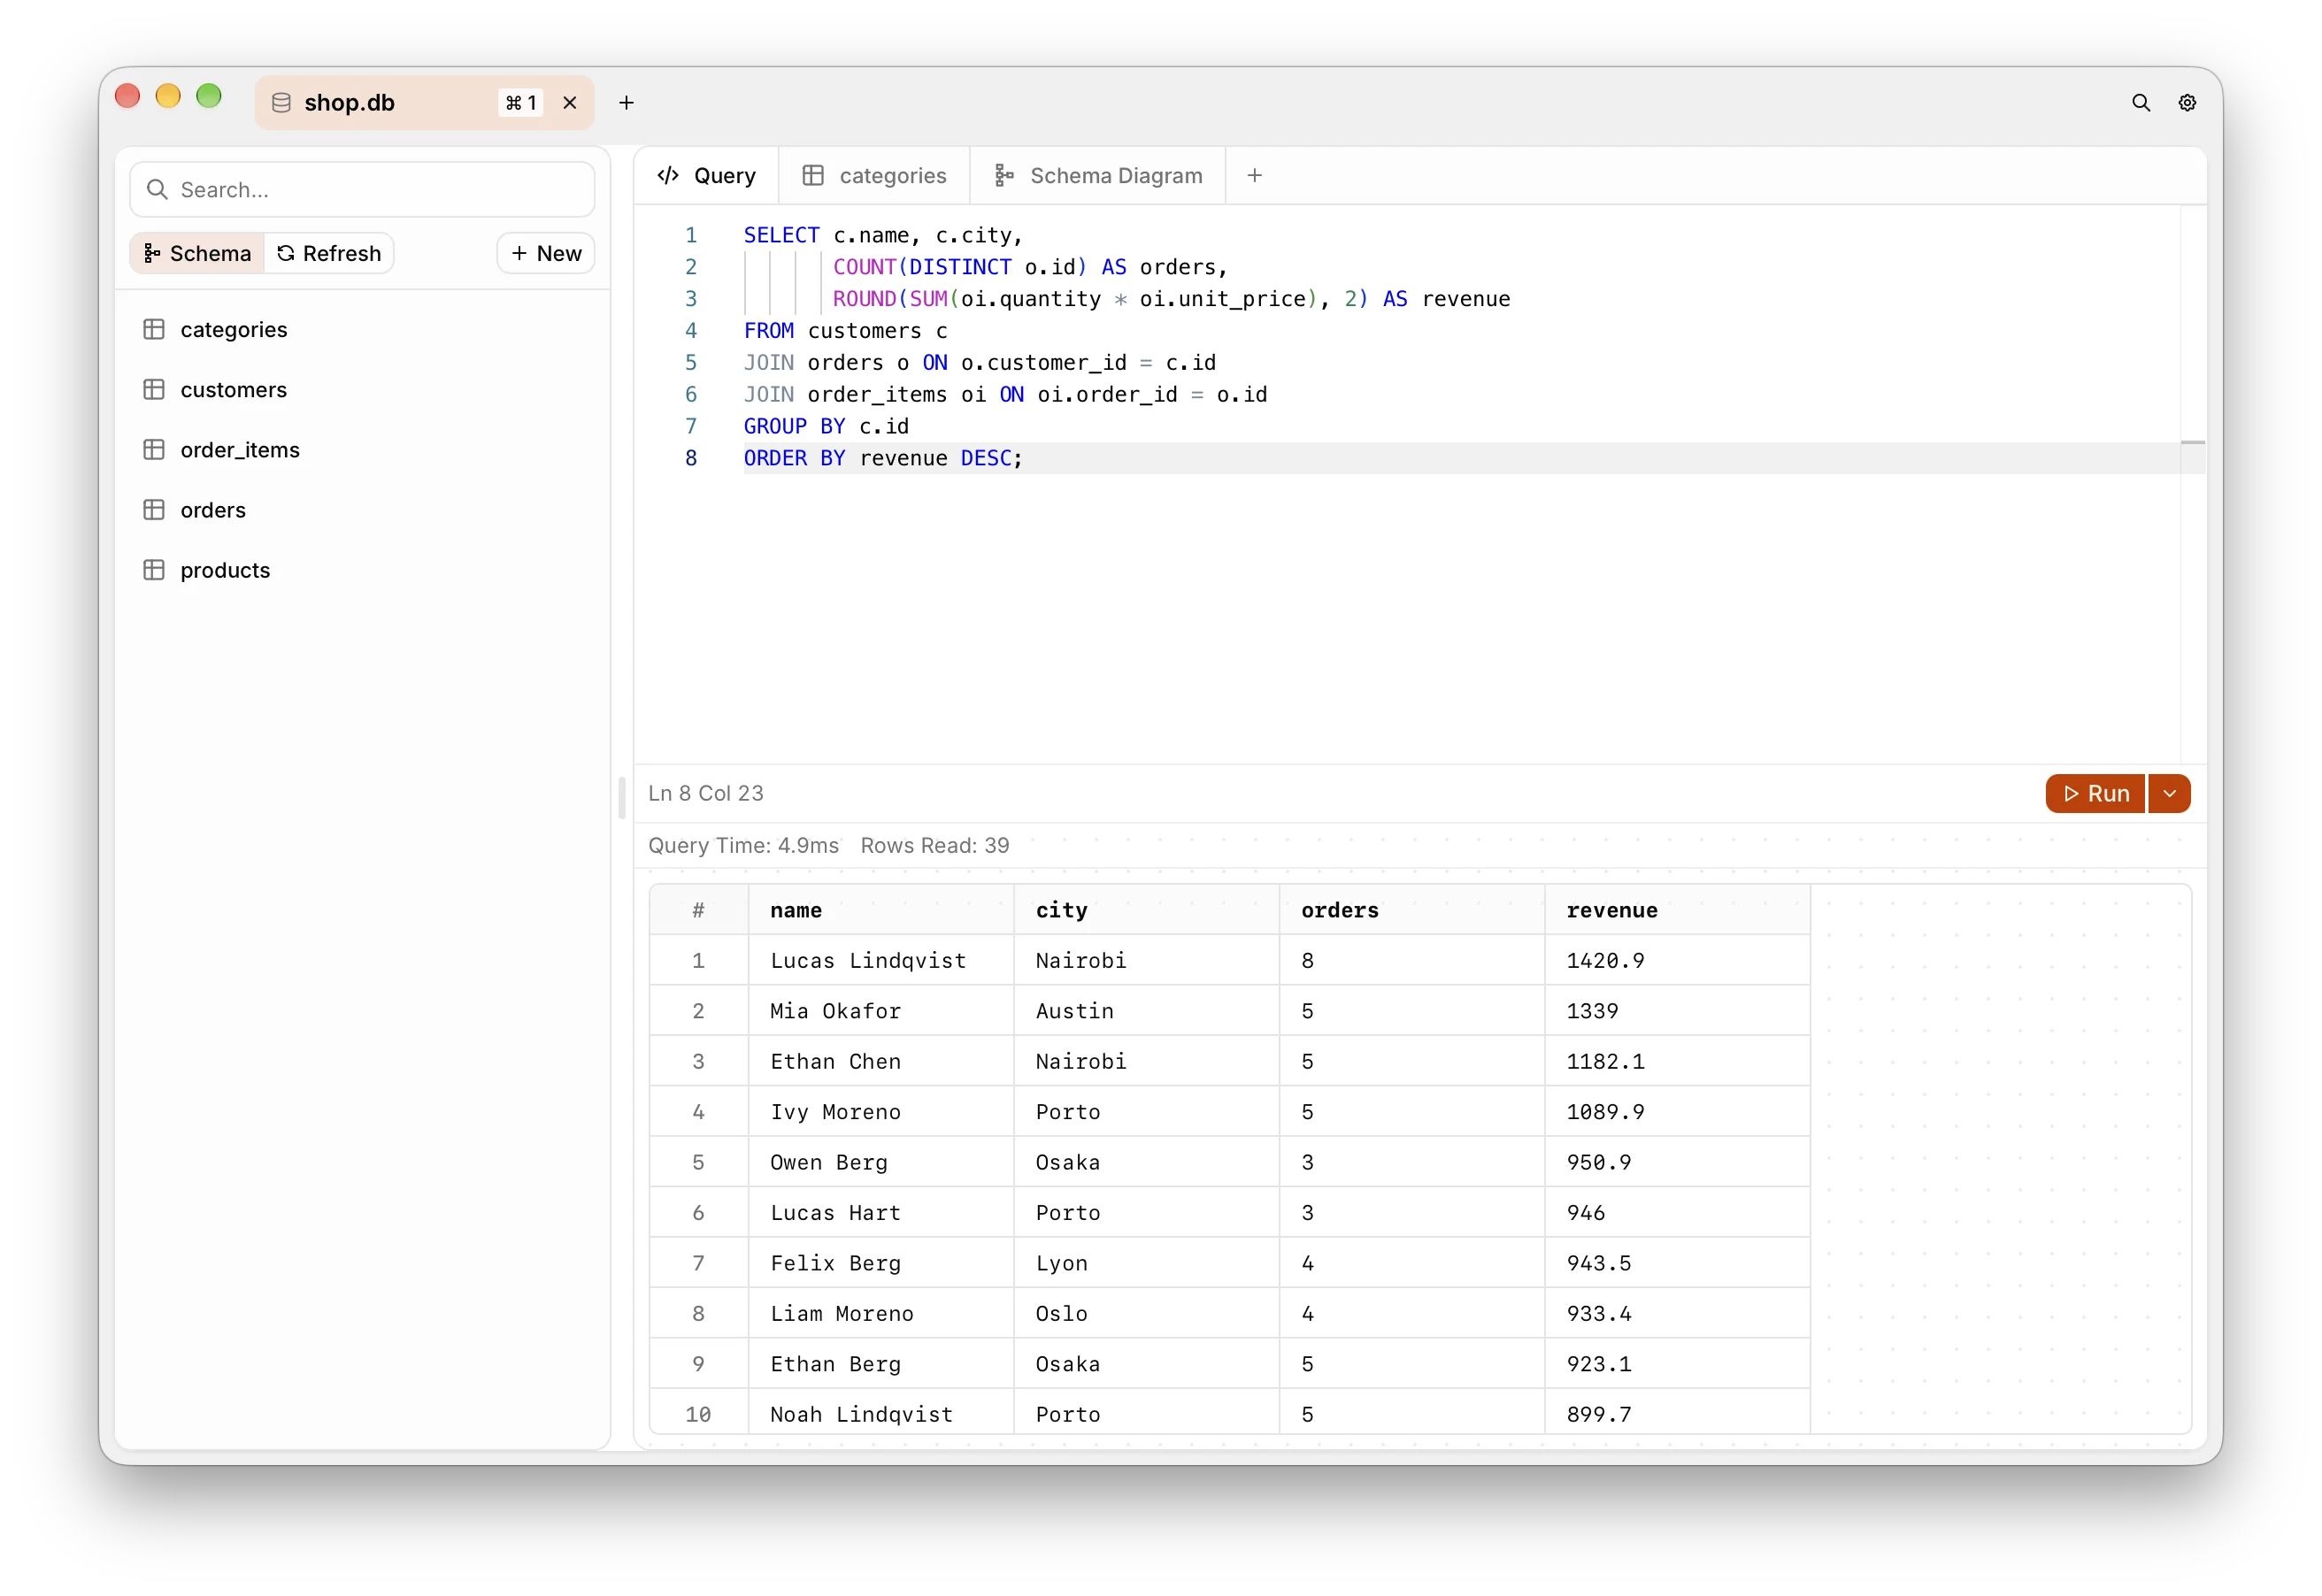 shop.db ⌘ 1
Search...
Schema Refresh New
categories
customers
order_items
orders
products
Query categories Schema Diagram
1 SELECT c.name, c.city,
2 COUNT(DISTINCT o.id) AS orders,
3 ROUND(SUM(oi.quantity * oi.unit_price), 2) AS revenue
4 FROM customers c
5 JOIN orders o ON o.customer_id = c.id
6 JOIN order_items oi ON oi.order_id = o.id
7 GROUP BY c.id
8 ORDER BY revenue DESC;
Ln 8 Col 23 Run
Query Time: 4.9ms Rows Read: 39
# name city orders revenue
1 Lucas Lindqvist Nairobi 8 1420.9
2 Mia Okafor Austin 5 1339
3 Ethan Chen Nairobi 5 1182.1
4 Ivy Moreno Porto 5 1089.9
5 Owen Berg Osaka 3 950.9
6 Lucas Hart Porto 3 946
7 Felix Berg Lyon 4 943.5
8 Liam Moreno Oslo 4 933.4
9 Ethan Berg Osaka 5 923.1
10 Noah Lindqvist Porto 5 899.7